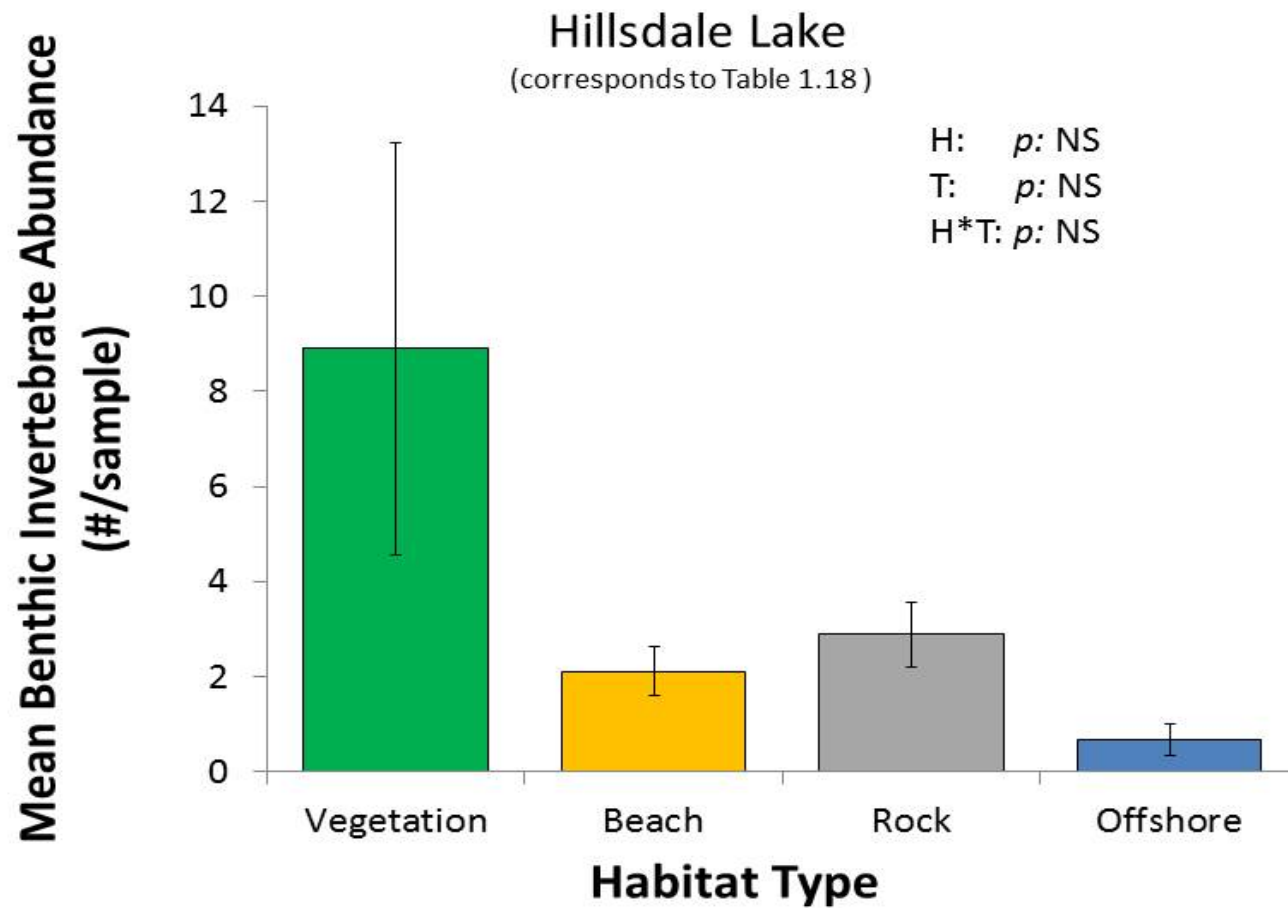 Hillsdale Lake
(corresponds to Table 1.18 )
Mean Benthic Invertebrate Abundance
(#/sample)
14
12
10
8
6
4
2
0
H: p: NS
T: p: NS
H*T: p: NS
Vegetation
Beach
Rock
Offshore
Habitat Type